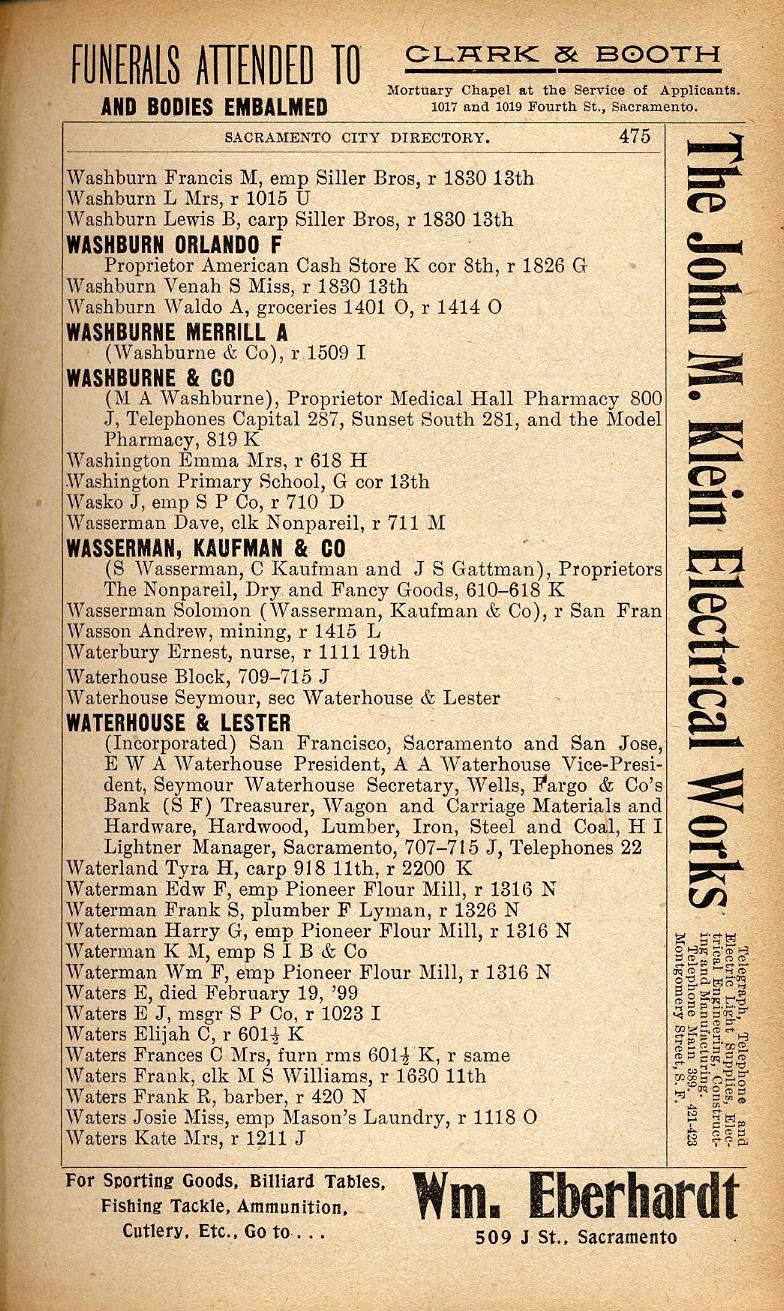 FUNERALS ATTENDED TO
AND BODIES EMBALMED
CLARK & BOOTH
Mortuary Chapel at the Service of Applicants.
1017 and 1019 Fourth St., Sacramento.
SACRAMENTO CITY DIRECTORY. 475
Washburn Francis M, emp Siller Bros, r 1830 13th
Washburn L Mrs, r 1015 U
Washburn Lewis B, carp Siller Bros, r 1830 13th
WASHBURN ORLANDO F
Proprietor American Cash Store K cor 8th, r 1826 G
Washburn Venah S Miss, r 1830 13th
Washburn Waldo A, groceries 1401 O, r 1414 O
WASHBURNE MERRILL A
(Washburne & Co), r 1509 I
WASHBURNE & CO
(M A Washburne), Proprietor Medical Hall Pharmacy 800
J, Telephones Capital 287, Sunset South 281, and the Model
Pharmacy, 819 K
Washington Emma Mrs, r 618 H
Washington Primary School, G cor 13th
Wasko J, emp S P Co, r 710 D
Wasserman Dave, clk Nonpareil, r 711 M
WASSERMAN, KAUFMAN & CO
(S Wasserman, C Kaufman and J S Gattman), Proprietors
The Nonpareil, Dry and Fancy Goods, 610–618 K
Wasserman Solomon (Wasserman, Kaufman & Co), r San Fran
Wasson Andrew, mining, r 1415 L
Waterbury Ernest, nurse, r 1111 19th
Waterhouse Block, 709–715 J
Waterhouse Seymour, sec Waterhouse & Lester
WATERHOUSE & LESTER
(Incorporated) San Francisco, Sacramento and San Jose,
E W A Waterhouse President, A A Waterhouse Vice-Presi-
dent, Seymour Waterhouse Secretary, Wells, Fargo & Co's
Bank (S F) Treasurer, Wagon and Carriage Materials and
Hardware, Hardwood, Lumber, Iron, Steel and Coal, H I
Lightner Manager, Sacramento, 707–715 J, Telephones 22
Waterland Tyra H, carp 918 11th, r 2200 K
Waterman Edw F, emp Pioneer Flour Mill, r 1316 N
Waterman Frank S, plumber F Lyman, r 1326 N
Waterman Harry G, emp Pioneer Flour Mill, r 1316 N
Waterman K M, emp S I B & Co
Waterman Wm F, emp Pioneer Flour Mill, r 1316 N
Waters E, died February 19, '99
Waters E J, msgr S P Co, r 1023 I
Waters Elijah C, r 601½ K
Waters Frances C Mrs, furn rms 601½ K, r same
Waters Frank, clk M S Williams, r 1630 11th
Waters Frank R, barber, r 420 N
Waters Josie Miss, emp Mason's Laundry, r 1118 O
Waters Kate Mrs, r 1211 J
The John M. Klein Electrical Works
Telegraph, Telephone and
Electric Light Supplies, Elec-
trical Engineering, Construct-
ing and Manufacturing.
Telephone Main 389. 421-423
Montgomery Street, S. F.
For Sporting Goods, Billiard Tables,
Fishing Tackle, Ammunition,
Cutlery, Etc., Go to . . .
Wm. Eberhardt
509 J St., Sacramento